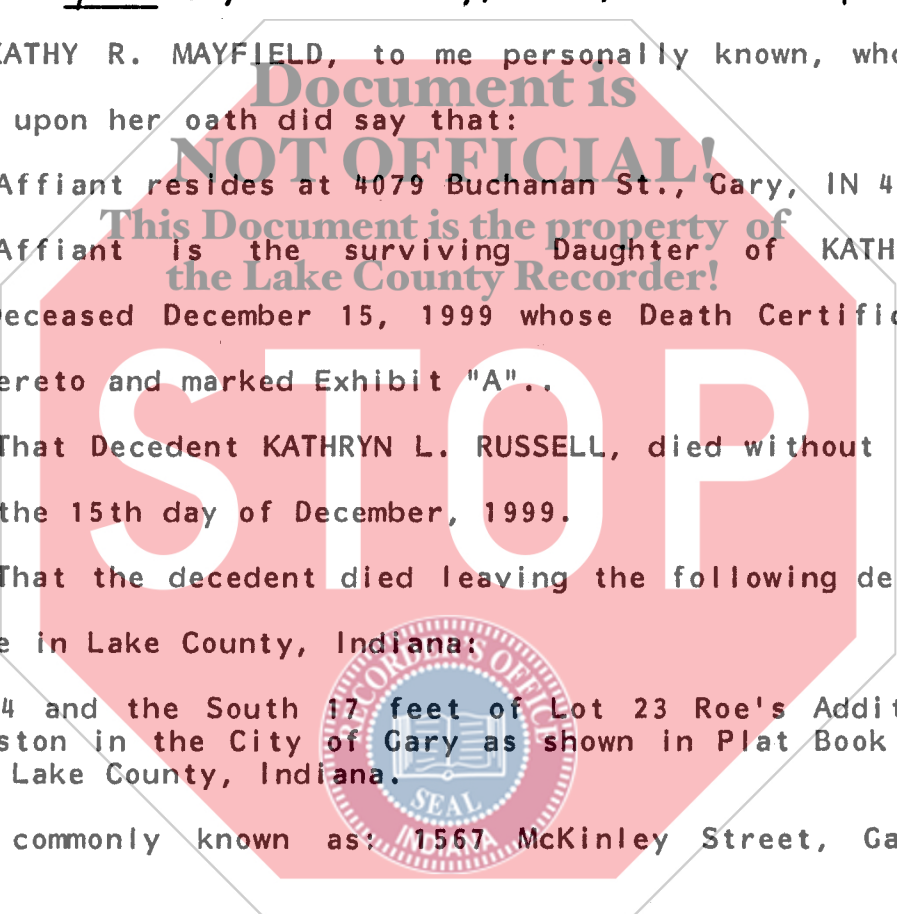 KATHY R. MAYFIELD, to me personally known, who
Document is
upon her oath did say that:
NOT OFFICIAL!
Affiant resides at 4079 Buchanan St., Gary, IN 4
This Document is the property of
Affiant is the surviving Daughter of KATH
the Lake County Recorder!
Deceased December 15, 1999 whose Death Certific
ereto and marked Exhibit "A"..
STOP
That Decedent KATHRYN L. RUSSELL, died without
the 15th day of December, 1999.
That the decedent died leaving the following de
e in Lake County, Indiana:
RECORDER'S OFFICE
4 and the South 17 feet of Lot 23 Roe's Addit
ston in the City of Gary as shown in Plat Book
Lake County, Indiana.
SEAL
INDIANA
commonly known as: 1567 McKinley Street, Ga